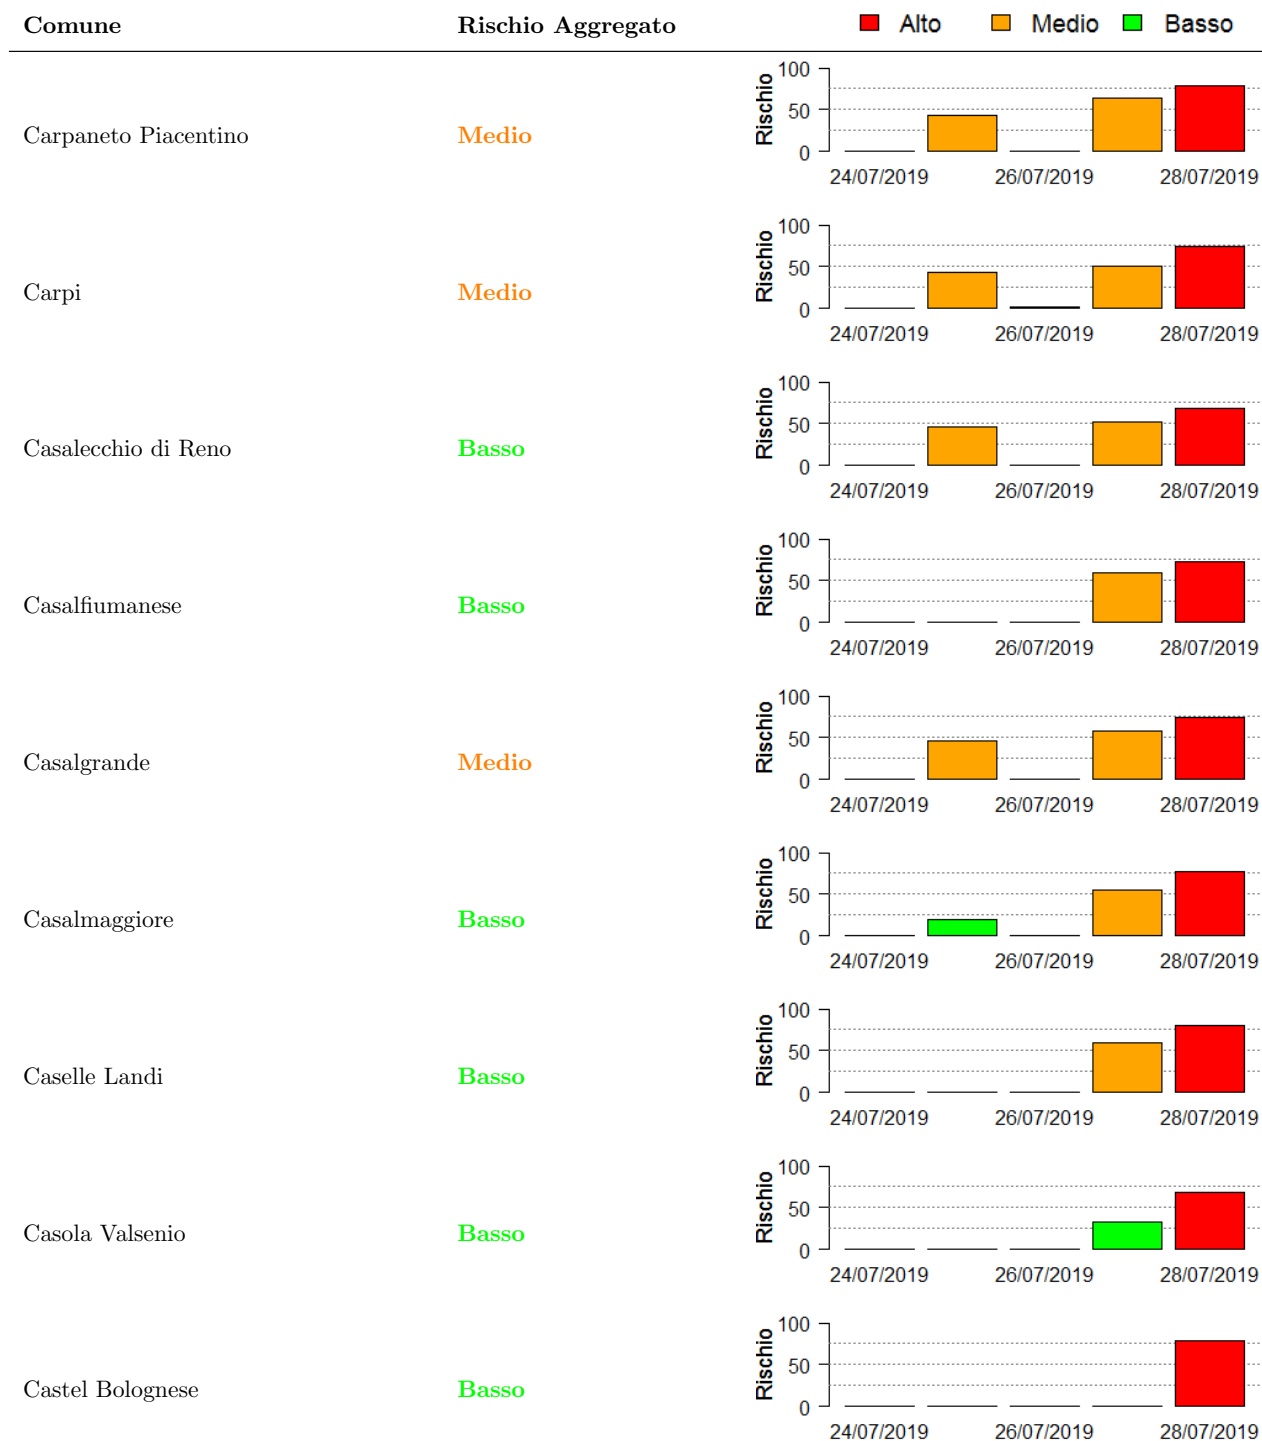 Comune Rischio Aggregato Alto Medio Basso
Carpaneto Piacentino Medio Rischio 100 50 0
24/07/2019 26/07/2019 28/07/2019
Carpi Medio Rischio 100 50 0
24/07/2019 26/07/2019 28/07/2019
Casalecchio di Reno Basso Rischio 100 50 0
24/07/2019 26/07/2019 28/07/2019
Casalfiumanese Basso Rischio 100 50 0
24/07/2019 26/07/2019 28/07/2019
Casalgrande Medio Rischio 100 50 0
24/07/2019 26/07/2019 28/07/2019
Casalmaggiore Basso Rischio 100 50 0
24/07/2019 26/07/2019 28/07/2019
Caselle Landi Basso Rischio 100 50 0
24/07/2019 26/07/2019 28/07/2019
Casola Valsenio Basso Rischio 100 50 0
24/07/2019 26/07/2019 28/07/2019
Castel Bolognese Basso Rischio 100 50 0
24/07/2019 26/07/2019 28/07/2019